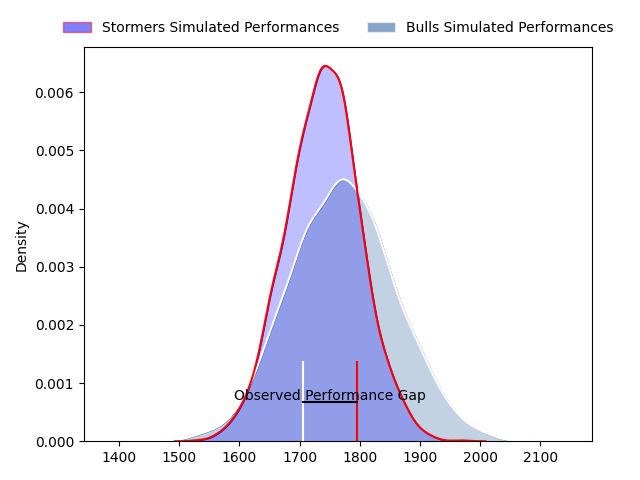 Stormers Simulated Performances Bulls Simulated Performances
0.006
0.005
0.004
0.003
0.002
0.001
0.000
Density
Observed Performance Gap
1400 1500 1600 1700 1800 1900 2000 2100